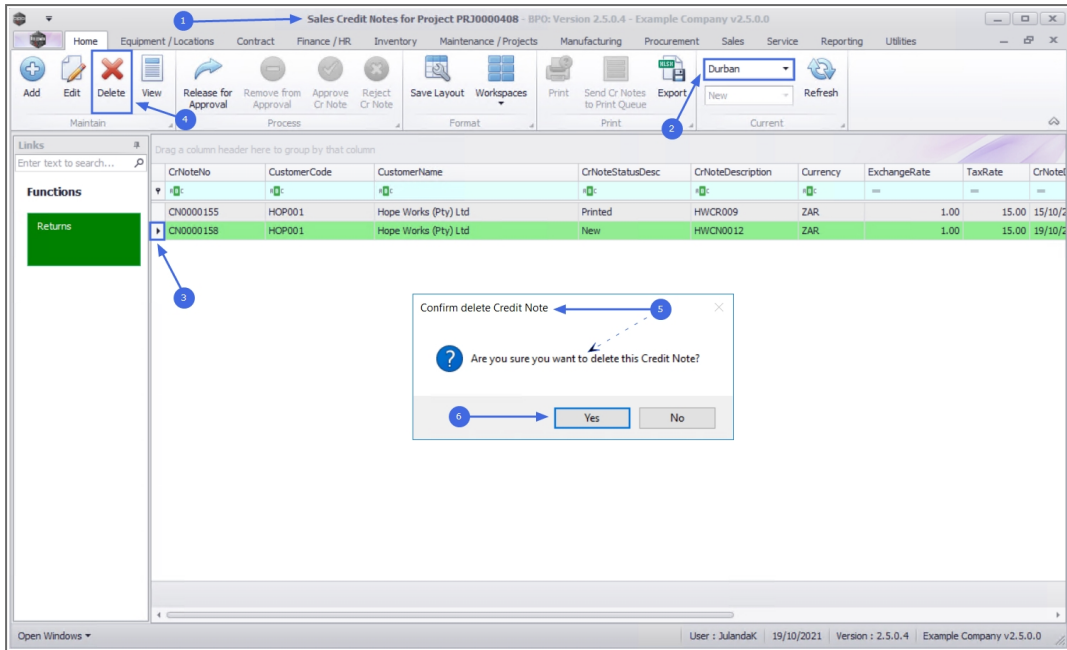 1
Sales Credit Notes for Project PRJ0000408 - BPO: Version 2.5.0.4 - Example Company v2.5.0.0
Home Equipment / Locations Contract Finance / HR Inventory Maintenance / Projects Manufacturing Procurement Sales Service Reporting Utilities
Add Edit Delete View Release for Approval Remove from Approval Approve Cr Note Reject Cr Note Save Layout Workspaces Print Send Cr Notes to Print Queue Export Durban Refresh
New
4
2
Maintain Process Format Print Current
Links
Enter text to search...
Functions
Returns
Drag a column header here to group by that column
CrNoteNo CustomerCode CustomerName CrNoteStatusDesc CrNoteDescription Currency ExchangeRate TaxRate CrNoteD
CN0000155 HOP001 Hope Works (Pty) Ltd Printed HWCR009 ZAR 1.00 15.00 15/10/2
CN0000158 HOP001 Hope Works (Pty) Ltd New HWCN0012 ZAR 1.00 15.00 19/10/2
3
Confirm delete Credit Note
5
Are you sure you want to delete this Credit Note?
6
Yes No
Open Windows User : JulandaK 19/10/2021 Version : 2.5.0.4 Example Company v2.5.0.0